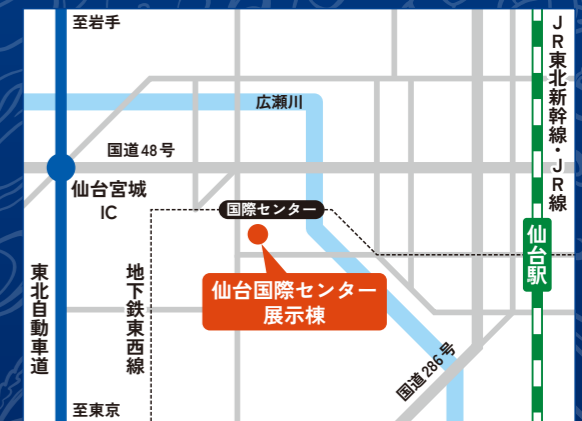 至岩手
JR東北新幹線・JR線
広瀬川
国道48号
仙台宮城
IC
国際センター
仙台駅
仙台国際センター
展示棟
東北自動車道
地下鉄東西線
国道286号
至東京